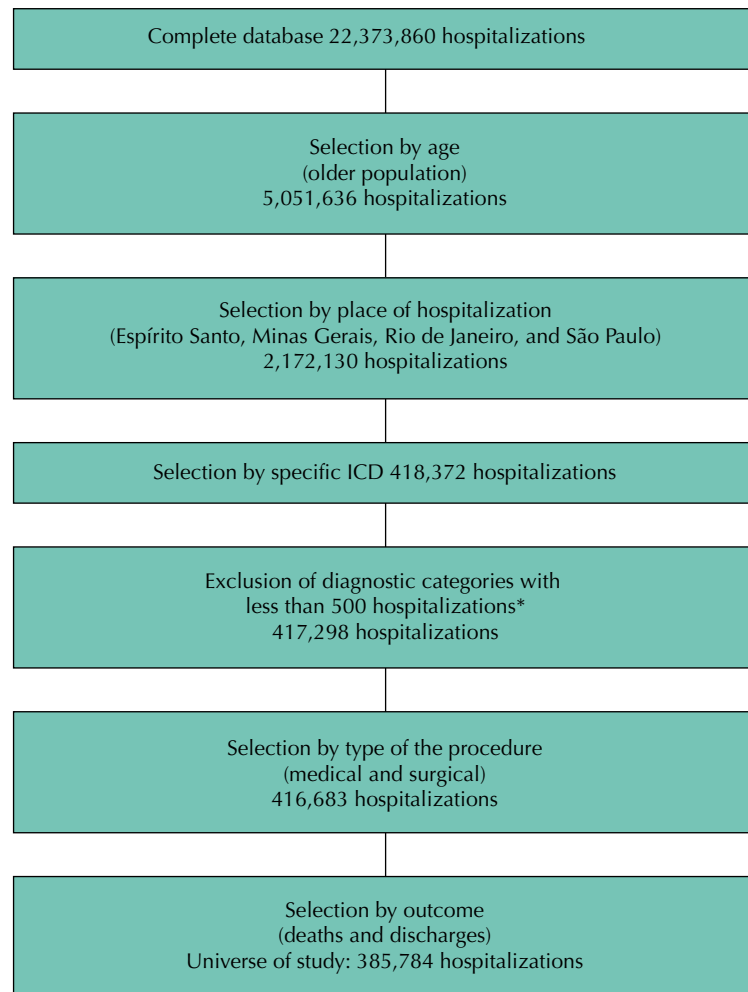 Complete database 22,373,860 hospitalizations
Selection by age
(older population)
5,051,636 hospitalizations
Selection by place of hospitalization
(Espírito Santo, Minas Gerais, Rio de Janeiro, and São Paulo)
2,172,130 hospitalizations
Selection by specific ICD 418,372 hospitalizations
Exclusion of diagnostic categories with
less than 500 hospitalizations*
417,298 hospitalizations
Selection by type of the procedure
(medical and surgical)
416,683 hospitalizations
Selection by outcome
(deaths and discharges)
Universe of study: 385,784 hospitalizations